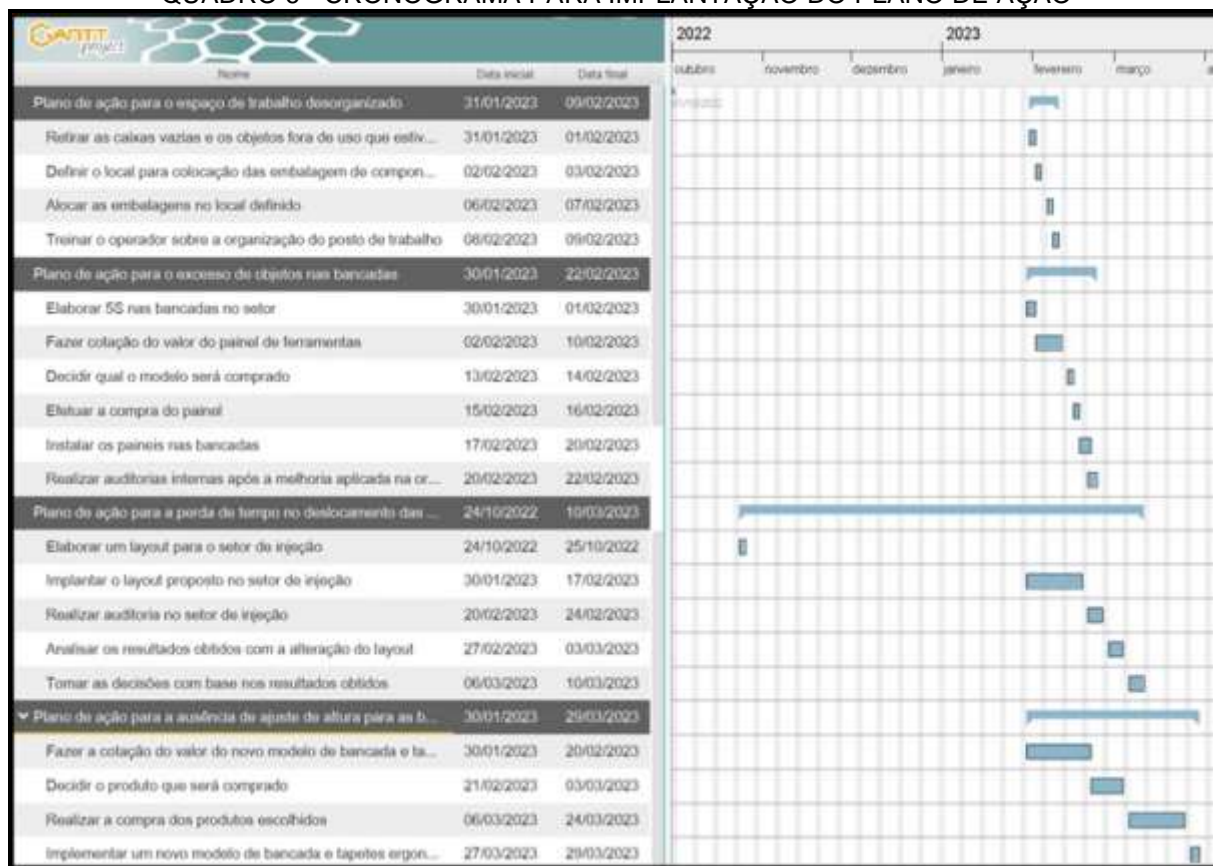 QUADRO 6 - CRONOGRAMA PARA IMPLANTAÇÃO DO PLANO DE AÇÃO
GANTT project
2022 2023
Nome Data inicial Data final outubro novembro dezembro janeiro fevereiro março
Plano de ação para o espaço de trabalho desorganizado 31/01/2023 09/02/2023
Retirar as caixas vazias e os objetos fora de uso que estiv... 31/01/2023 01/02/2023
Definir o local para colocação das embalagem de compon... 02/02/2023 03/02/2023
Alocar as embalagens no local definido 06/02/2023 07/02/2023
Treinar o operador sobre a organização do posto de trabalho 08/02/2023 09/02/2023
Plano de ação para o excesso de objetos nas bancadas 30/01/2023 22/02/2023
Elaborar 5S nas bancadas no setor 30/01/2023 01/02/2023
Fazer cotação do valor do painel de ferramentas 02/02/2023 10/02/2023
Decidir qual o modelo será comprado 13/02/2023 14/02/2023
Efetuar a compra do painel 15/02/2023 16/02/2023
Instalar os paineis nas bancadas 17/02/2023 20/02/2023
Realizar auditorias internas após a melhoria aplicada na or... 20/02/2023 22/02/2023
Plano de ação para a perda de tempo no deslocamento das ... 24/10/2022 10/03/2023
Elaborar um layout para o setor de injeção 24/10/2022 25/10/2022
Implantar o layout proposto no setor de injeção 30/01/2023 17/02/2023
Realizar auditoria no setor de injeção 20/02/2023 24/02/2023
Analisar os resultados obtidos com a alteração do layout 27/02/2023 03/03/2023
Tomar as decisões com base nos resultados obtidos 06/03/2023 10/03/2023
Plano de ação para a ausência de ajuste de altura para as b... 30/01/2023 29/03/2023
Fazer a cotação do valor do novo modelo de bancada e ta... 30/01/2023 20/02/2023
Decidir o produto que será comprado 21/02/2023 03/03/2023
Realizar a compra dos produtos escolhidos 06/03/2023 24/03/2023
Implementar um novo modelo de bancada e tapetes ergon... 27/03/2023 29/03/2023